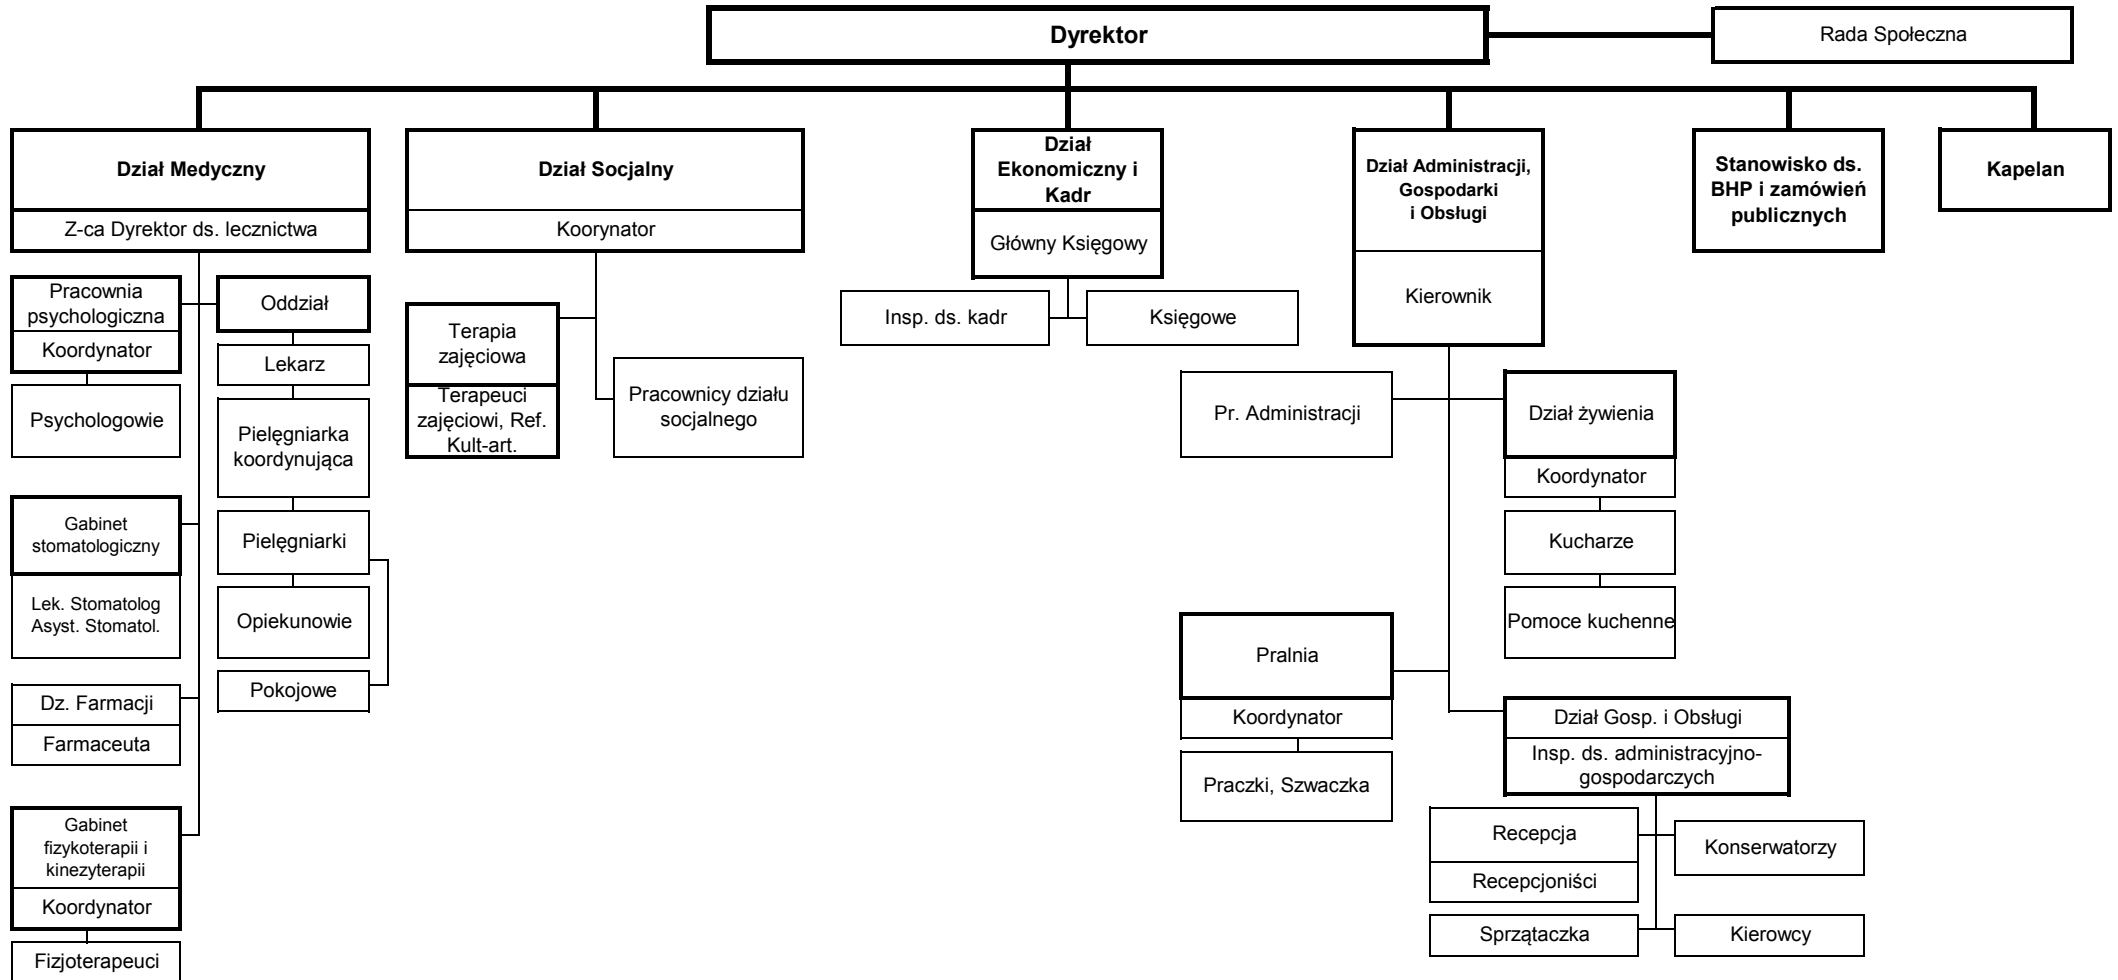 Dyrektor
Rada Społeczna
Dział Medyczny
Z-ca Dyrektor ds. lecznictwa
Pracownia
psychologiczna
Koordynator
Psychologowie
Oddział
Lekarz
Pielęgniarka
koordynująca
Pielęgniarki
Opiekunowie
Pokojowe
Gabinet
stomatologiczny
Lek. Stomatolog
Asyst. Stomatol.
Dz. Farmacji
Farmaceuta
Gabinet
fizykoterapii i
kinezyterapii
Koordynator
Fizjoterapeuci
Dział Socjalny
Koorynator
Terapia
zajęciowa
Terapeuci
zajęciowi, Ref.
Kult-art.
Pracownicy działu
socjalnego
Dział
Ekonomiczny i
Kadr
Główny Księgowy
Insp. ds. kadr
Księgowe
Dział Administracji,
Gospodarki
i Obsługi
Kierownik
Pr. Administracji
Dział żywienia
Koordynator
Kucharze
Pomoce kuchenne
Pralnia
Koordynator
Praczki, Szwaczka
Dział Gosp. i Obsługi
Insp. ds. administracyjno-
gospodarczych
Recepcja
Recepcjoniści
Konserwatorzy
Sprzątaczka
Kierowcy
Stanowisko ds.
BHP i zamówień
publicznych
Kapelan